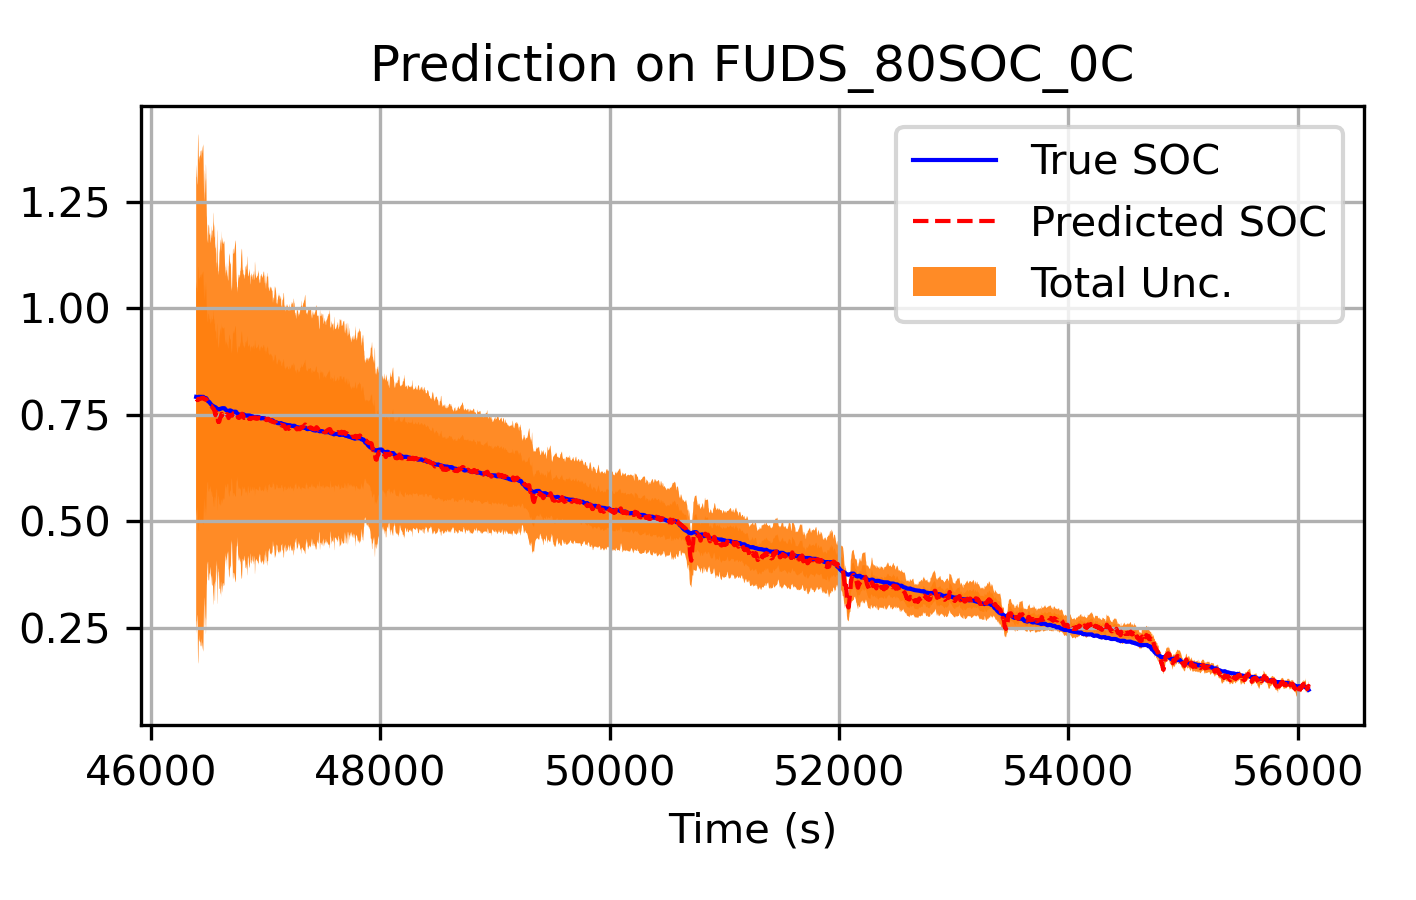 Prediction on FUDS_80SOC_0C
True SOC
Predicted SOC
Total Unc.
1.25
1.00
0.75
0.50
0.25
46000 48000 50000 52000 54000 56000
Time (s)